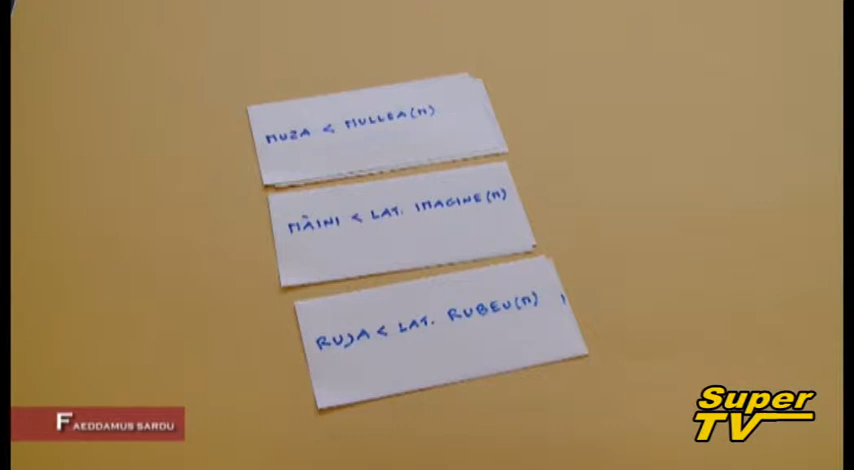 MUZA < MULLEA(M)
MÀINI < LAT. IMAGINE(M)
RUJA < LAT. RUBEU(M)
FAEDDAMUS SARDU
Super
TV